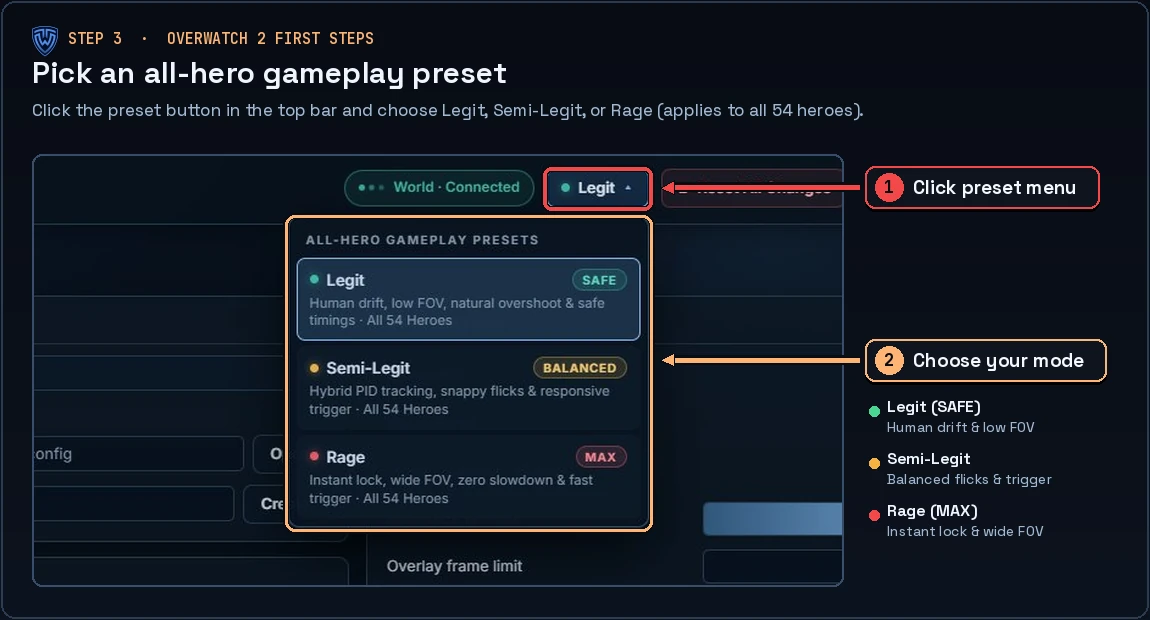 STEP 3 · OVERWATCH 2 FIRST STEPS
Pick an all-hero gameplay preset
Click the preset button in the top bar and choose Legit, Semi-Legit, or Rage (applies to all 54 heroes).
World · Connected
Legit
Click preset menu
1
ALL-HERO GAMEPLAY PRESETS
Legit
SAFE
Human drift, low FOV, natural overshoot & safe
timings · All 54 Heroes
Semi-Legit
BALANCED
Hybrid PID tracking, snappy flicks & responsive
trigger · All 54 Heroes
Rage
MAX
Instant lock, wide FOV, zero slowdown & fast
trigger · All 54 Heroes
2
Choose your mode
Legit (SAFE)
Human drift & low FOV
Semi-Legit
Balanced flicks & trigger
Rage (MAX)
Instant lock & wide FOV
onfig
O
Cre
Overlay frame limit